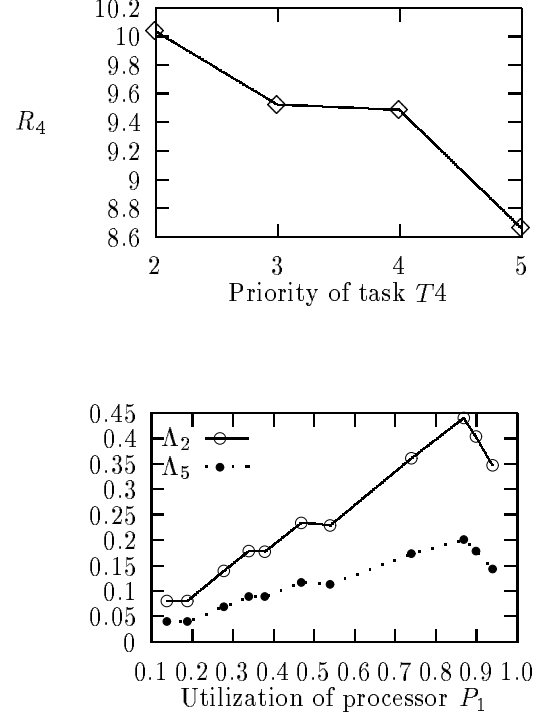 10.2
10
9.8
9.6
9.4
9.2
9
8.8
8.6
R₄
2 3 4 5
Priority of task T4
0.45
0.4
0.35
0.3
0.25
0.2
0.15
0.1
0.05
0
Λ₂
Λ₅
0.1 0.2 0.3 0.4 0.5 0.6 0.7 0.8 0.9 1.0
Utilization of processor P₁